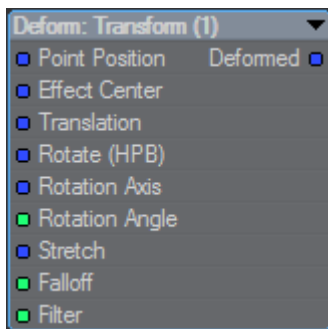 Deform: Transform (1)
Point Position Deformed
Effect Center
Translation
Rotate (HPB)
Rotation Axis
Rotation Angle
Stretch
Falloff
Filter